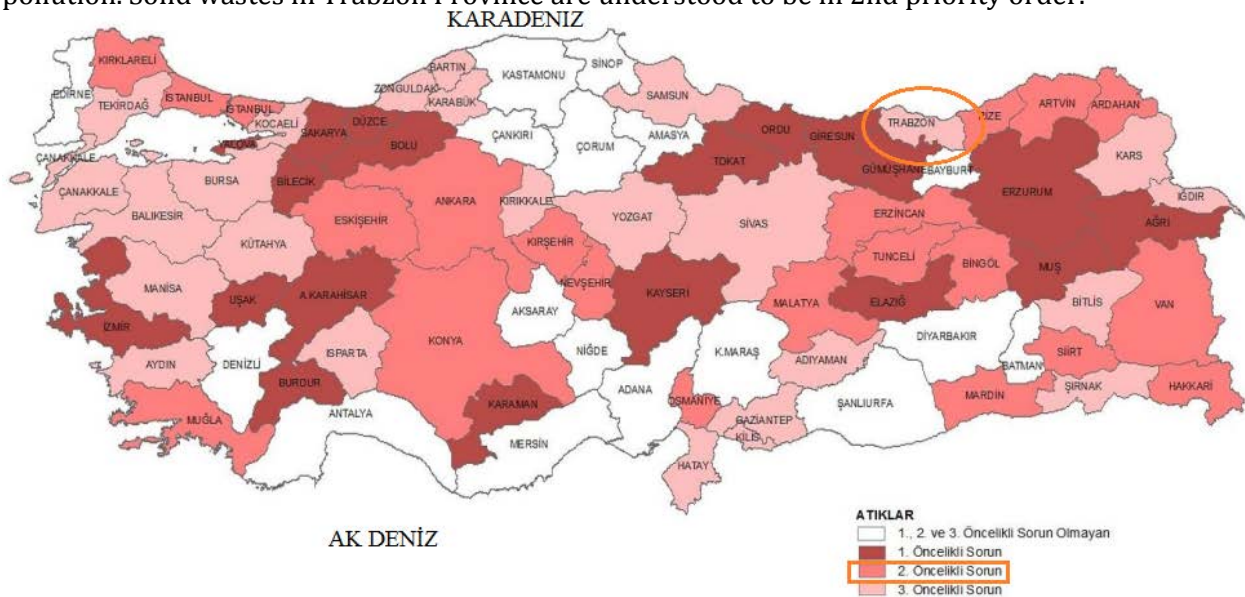 pollution. Solid wastes in Trabzon Province are understood to be in 2nd priority order.
KARADENIZ
KIRKLARELİ
EDİRNE
TEKİRDAĞ
İSTANBUL
İSTANBUL
KOCAELİ
YALOVA
SAKARYA
DÜZCE
BOLU
ZONGULDAK
BARTIN
KARABÜK
KASTAMONU
SİNOP
ÇANKIRI
ÇORUM
SAMSUN
AMASYA
TOKAT
ORDU
GİRESUN
TRABZON
RİZE
ARTVİN
ARDAHAN
GÜMÜŞHANE
BAYBURT
KARS
ERZURUM
IĞDIR
AĞRI
ÇANAKKALE
ÇANAKKALE
BALIKESİR
BURSA
BİLECİK
ESKİŞEHİR
KÜTAHYA
ANKARA
KIRIKKALE
KIRŞEHİR
YOZGAT
SİVAS
ERZİNCAN
TUNCELİ
BİNGÖL
MUŞ
MANİSA
UŞAK
A.KARAHİSAR
NEVŞEHİR
KAYSERİ
MALATYA
ELAZIĞ
BİTLİS
VAN
İZMİR
AYDIN
DENİZLİ
ISPARTA
BURDUR
KONYA
AKSARAY
NİĞDE
K.MARAŞ
ADIYAMAN
DİYARBAKIR
BATMAN
SİİRT
ŞIRNAK
HAKKARİ
MUĞLA
ANTALYA
KARAMAN
MERSİN
ADANA
OSMANİYE
GAZİANTEP
KİLİS
HATAY
ŞANLIURFA
MARDİN
AK DENİZ
ATIKLAR
1., 2. ve 3. Öncelikli Sorun Olmayan
1. Öncelikli Sorun
2. Öncelikli Sorun
3. Öncelikli Sorun